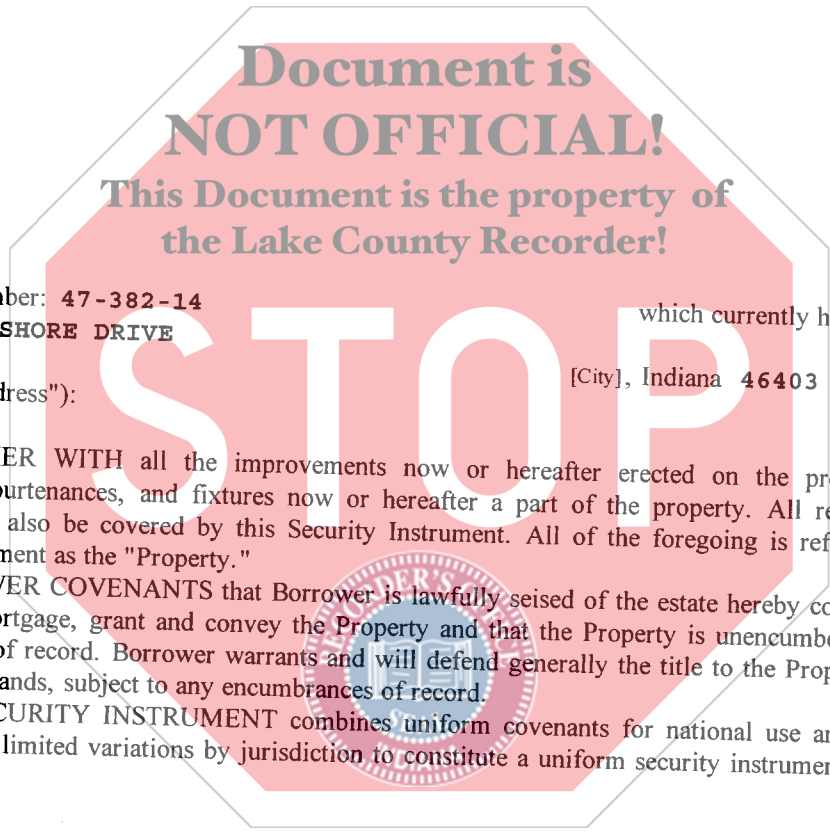 Document is
NOT OFFICIAL!
This Document is the property of
the Lake County Recorder!
ber: 47-382-14
which currently h
SHORE DRIVE
[City], Indiana 46403
dress"):
STOP
ER WITH all the improvements now or hereafter erected on the pr
purtenances, and fixtures now or hereafter a part of the property. All re
also be covered by this Security Instrument. All of the foregoing is ref
ment as the "Property."
VER COVENANTS that Borrower is lawfully seised of the estate hereby co
ortgage, grant and convey the Property and that the Property is unencumbe
of record. Borrower warrants and will defend generally the title to the Prop
ands, subject to any encumbrances of record.
CURITY INSTRUMENT combines uniform covenants for national use an
limited variations by jurisdiction to constitute a uniform security instrumen
RECORDER'S
SEAL
INDIANA